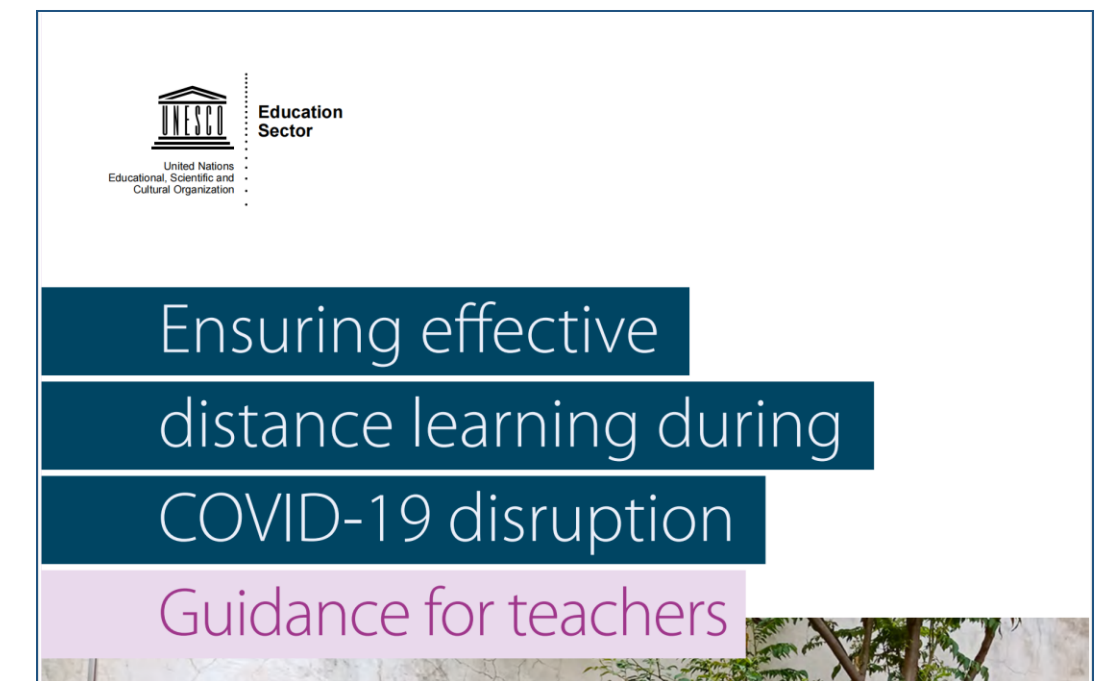 UNESCO
United Nations
Educational, Scientific and
Cultural Organization
Education
Sector
Ensuring effective
distance learning during
COVID-19 disruption
Guidance for teachers